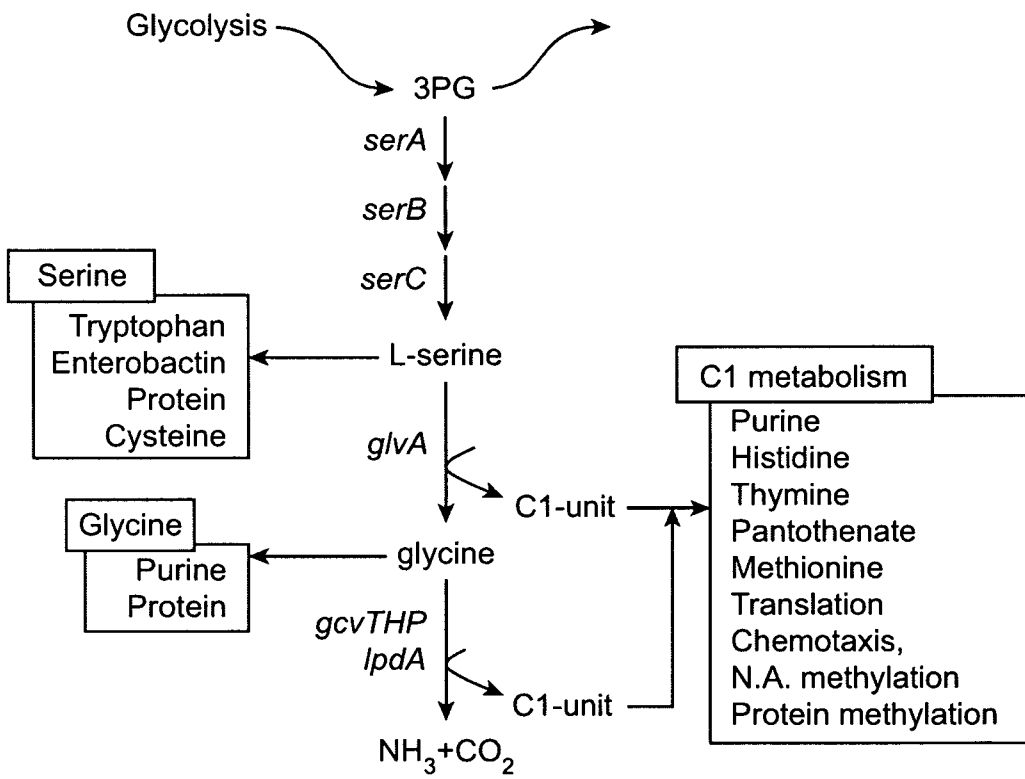 Glycolysis
3PG
serA
serB
serC
Serine
Tryptophan
Enterobactin
Protein
Cysteine
L-serine
glvA
C1-unit
C1 metabolism
Purine
Histidine
Thymine
Pantothenate
Methionine
Translation
Chemotaxis,
N.A. methylation
Protein methylation
Glycine
Purine
Protein
glycine
gcvTHP
lpdA
C1-unit
NH3+CO2